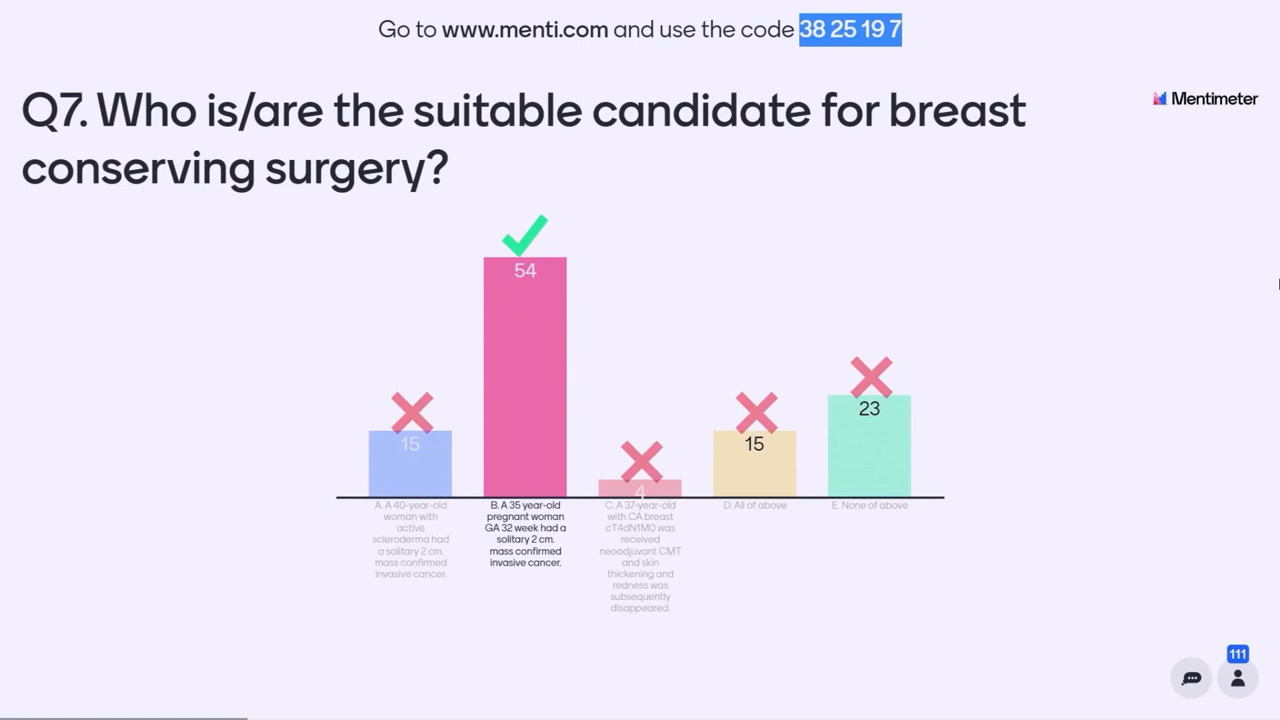 Go to www.menti.com and use the code 38 25 19 7
Q7. Who is/are the suitable candidate for breast
conserving surgery?
Mentimeter
54
15
4
15
23
A. A 40-year-old
woman with
active
scleroderma had
a solitary 2 cm.
mass confirmed
invasive cancer.
B. A 35 year-old
pregnant woman
GA 32 week had a
solitary 2 cm.
mass confirmed
invasive cancer.
C. A 37-year-old
with CA breast
cT4dN1M0 was
received
neoadjuvant CMT
and skin
thickening and
redness was
subsequently
disappeared.
D. All of above
E. None of above
111